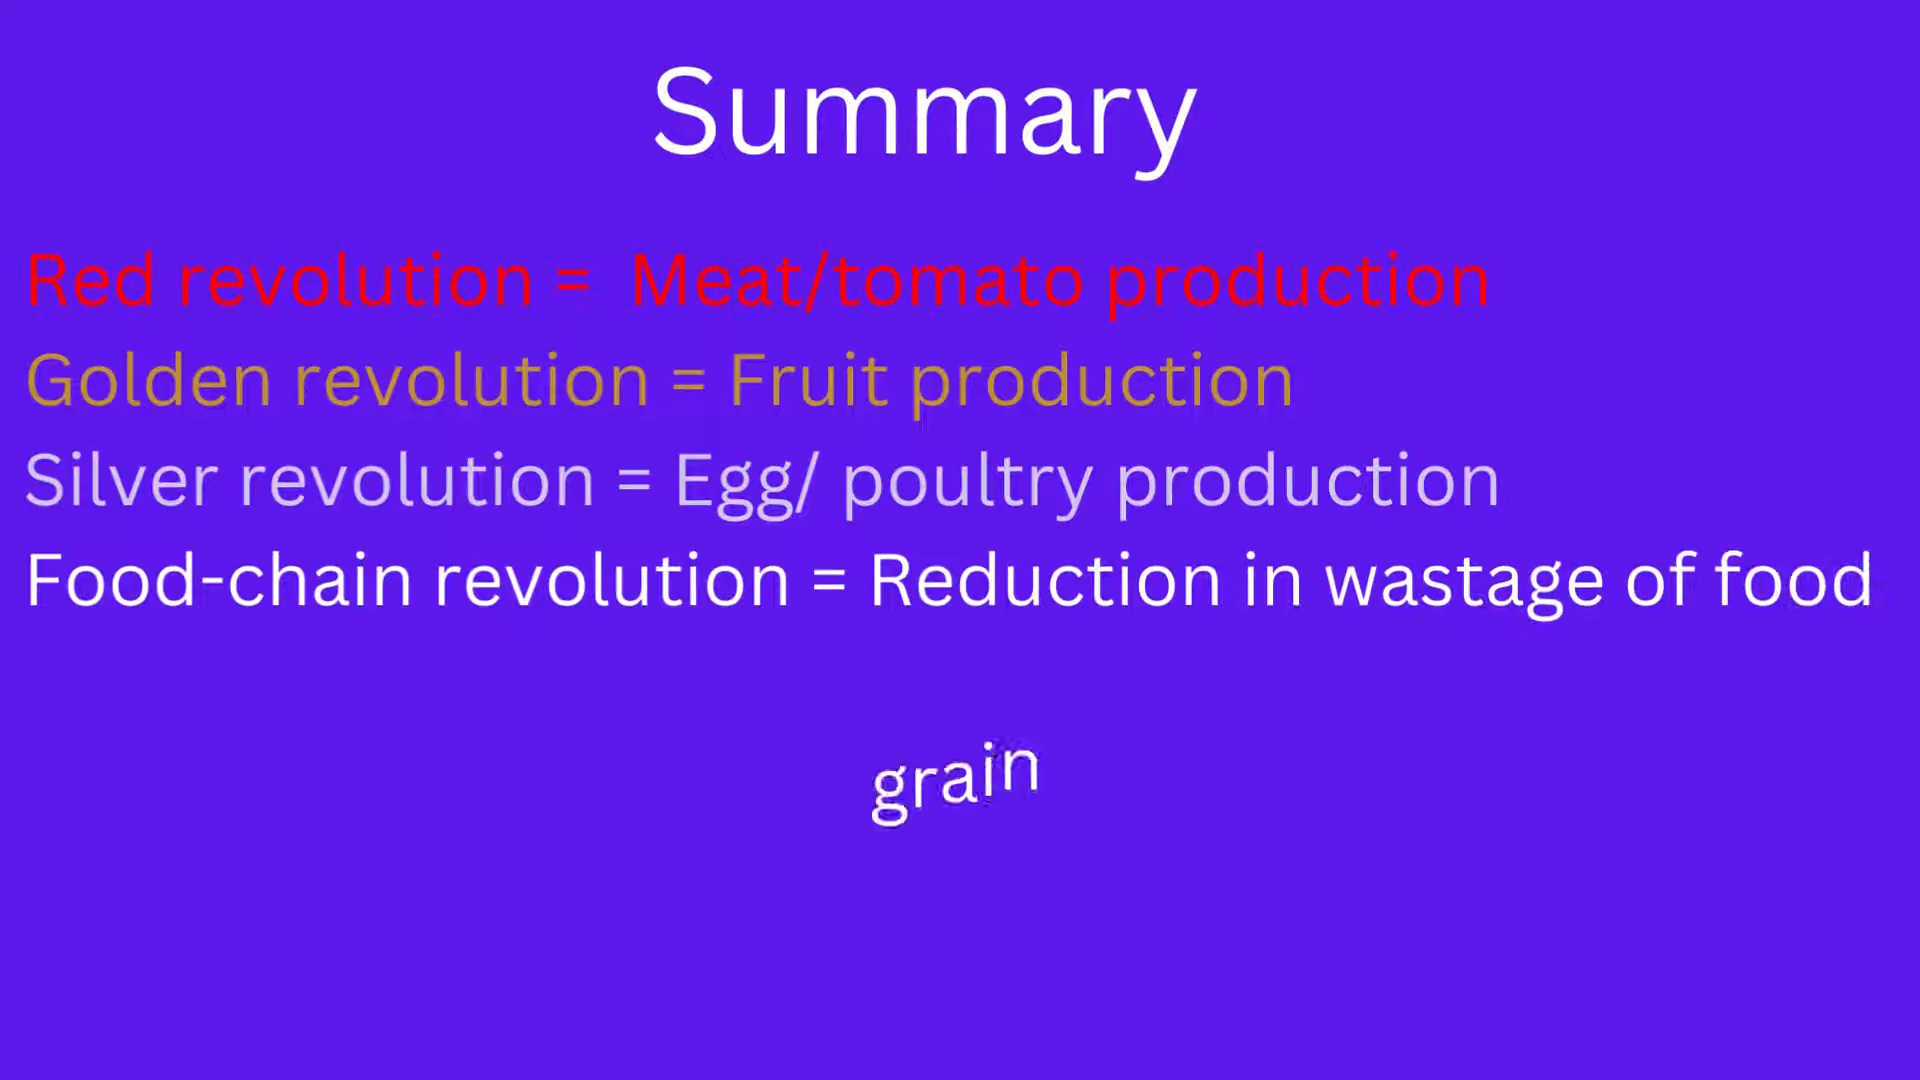 Summary
Red revolution = Meat/tomato production
Golden revolution = Fruit production
Silver revolution = Egg/ poultry production
Food-chain revolution = Reduction in wastage of food
grain